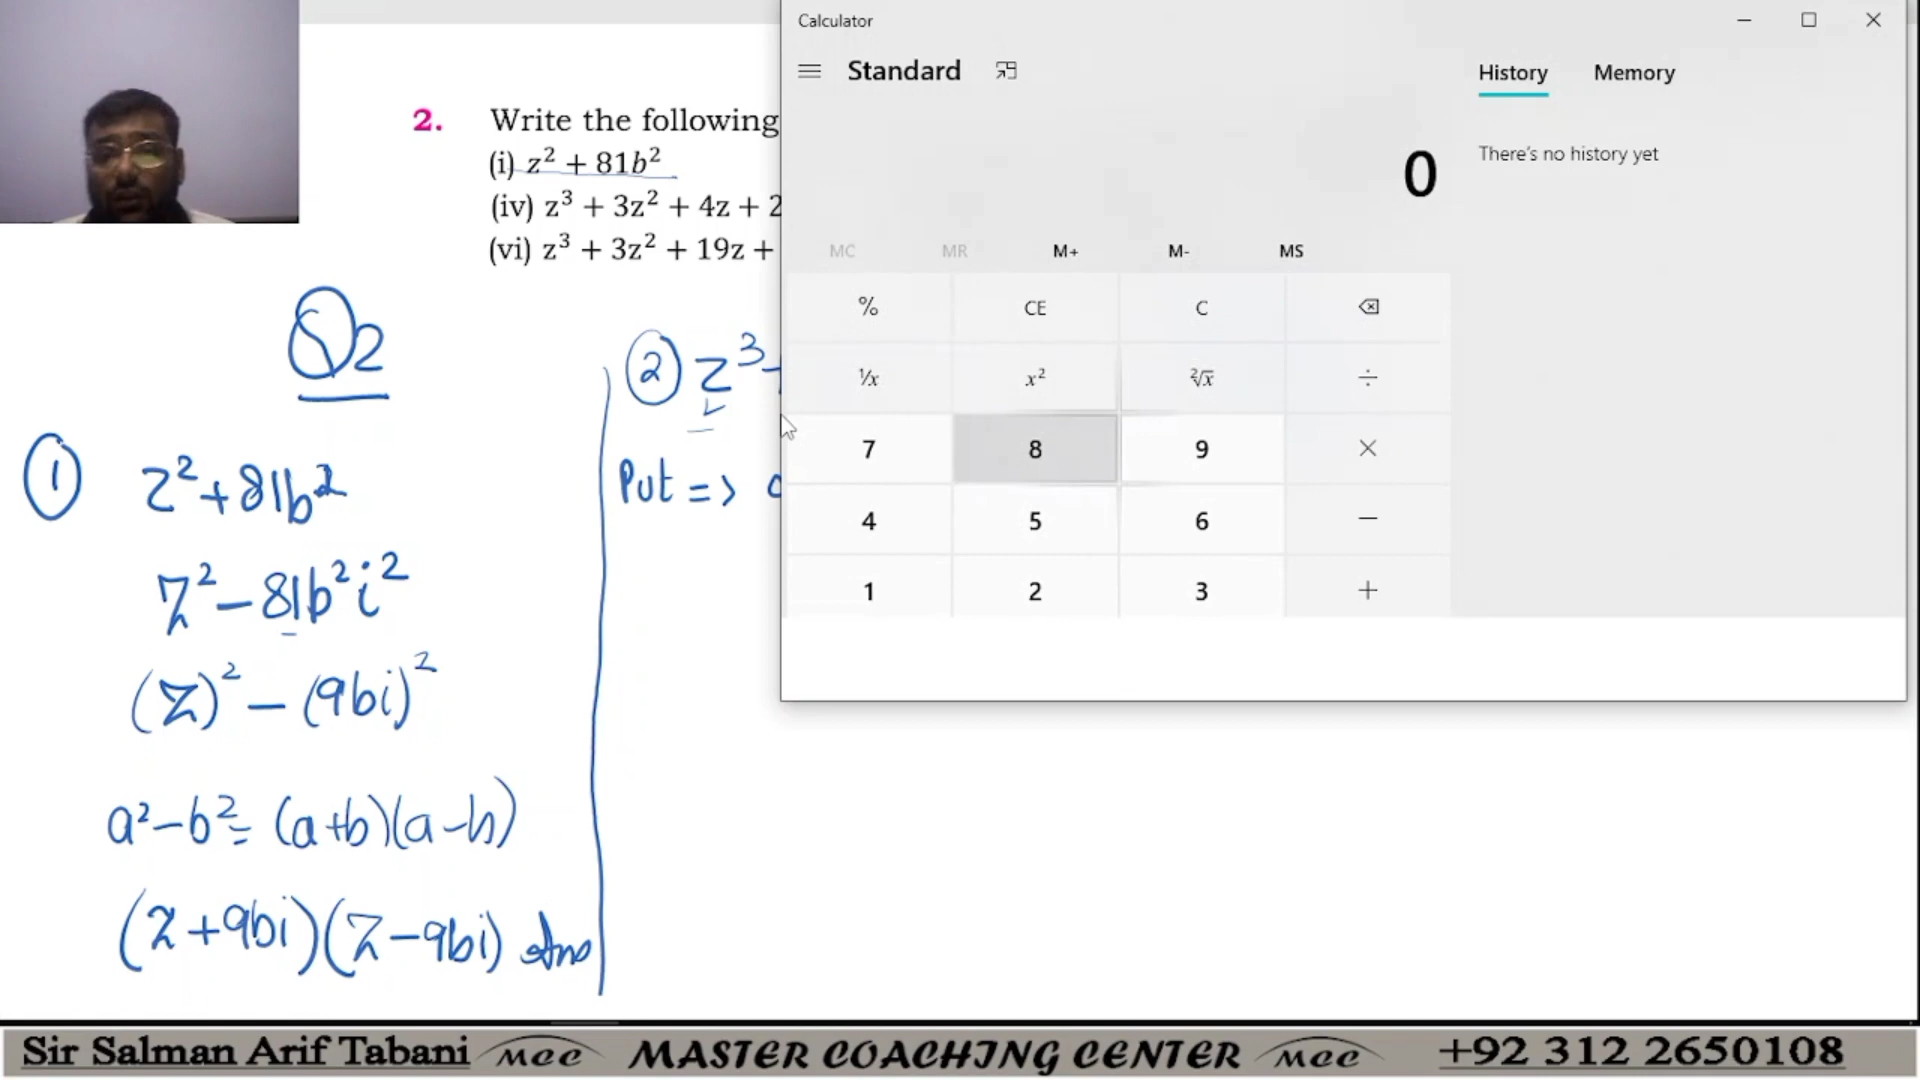 Calculator
Standard
History Memory
There's no history yet
0
MC MR M+ M- MS
% CE C
⅟x x² ²√x ÷
7 8 9 ×
4 5 6 −
1 2 3 +
2. Write the following
(i) z² + 81b²
(iv) z³ + 3z² + 4z + 2
(vi) z³ + 3z² + 19z +
Q2
① z²+81b²
z²−81b²i²
(z)²−(9bi)²
a²−b²= (a+b)(a−b)
(z+9bi)(z−9bi) Ans
② z³
Put =>
Sir Salman Arif Tabani MCC MASTER COACHING CENTER MCC +92 312 2650108